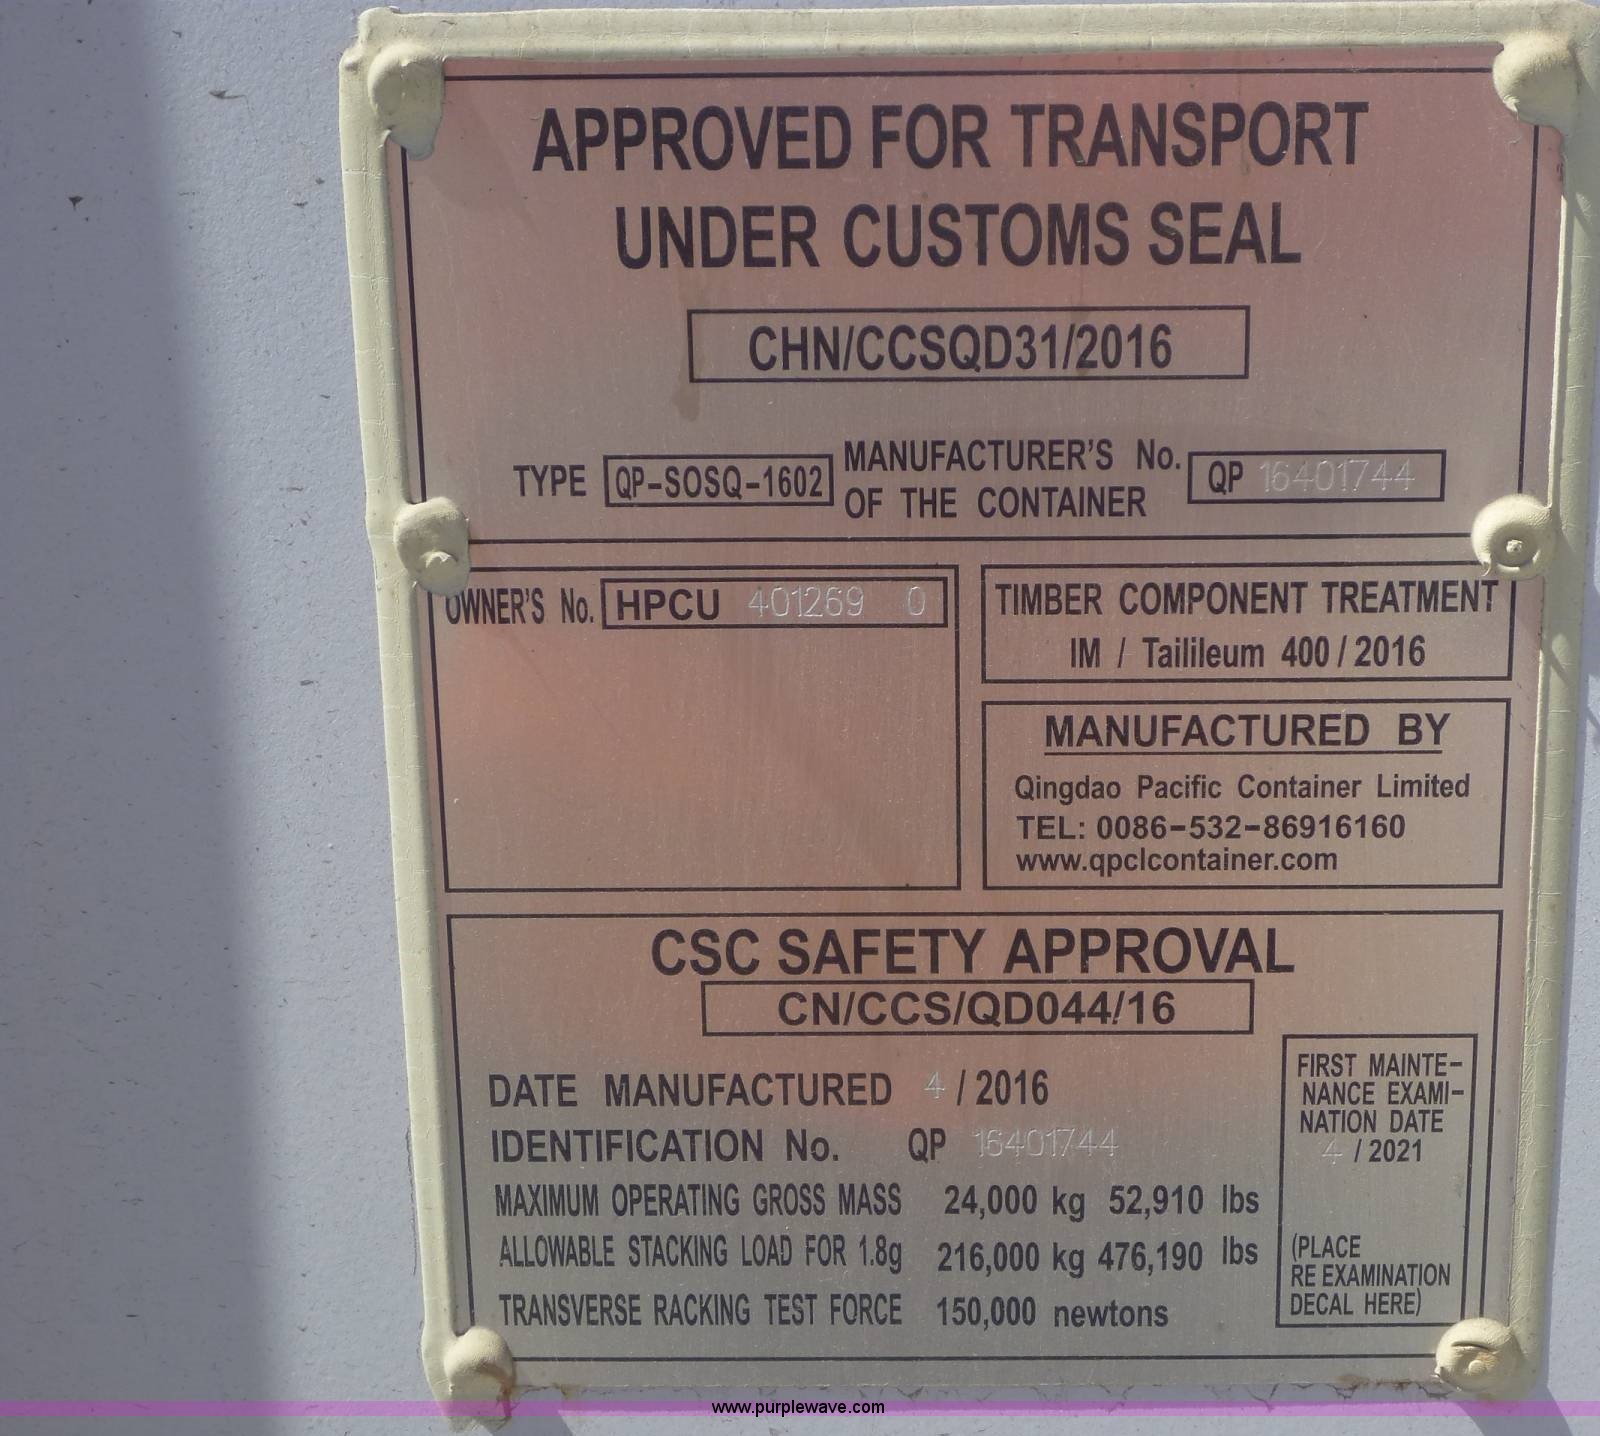 APPROVED FOR TRANSPORT
UNDER CUSTOMS SEAL
CHN/CCSQD31/2016
TYPE QP-SOSQ-1602 MANUFACTURER'S No. OF THE CONTAINER QP 16401744
OWNER'S No. HPCU 401269 0
TIMBER COMPONENT TREATMENT
IM / Tailileum 400 / 2016
MANUFACTURED BY
Qingdao Pacific Container Limited
TEL: 0086-532-86916160
www.qpclcontainer.com
CSC SAFETY APPROVAL
CN/CCS/QD044/16
DATE MANUFACTURED 4 / 2016
IDENTIFICATION No. QP 16401744
MAXIMUM OPERATING GROSS MASS 24,000 kg 52,910 lbs
ALLOWABLE STACKING LOAD FOR 1.8g 216,000 kg 476,190 lbs
TRANSVERSE RACKING TEST FORCE 150,000 newtons
FIRST MAINTE-
NANCE EXAMI-
NATION DATE
4 / 2021
(PLACE
RE EXAMINATION
DECAL HERE)
www.purplewave.com